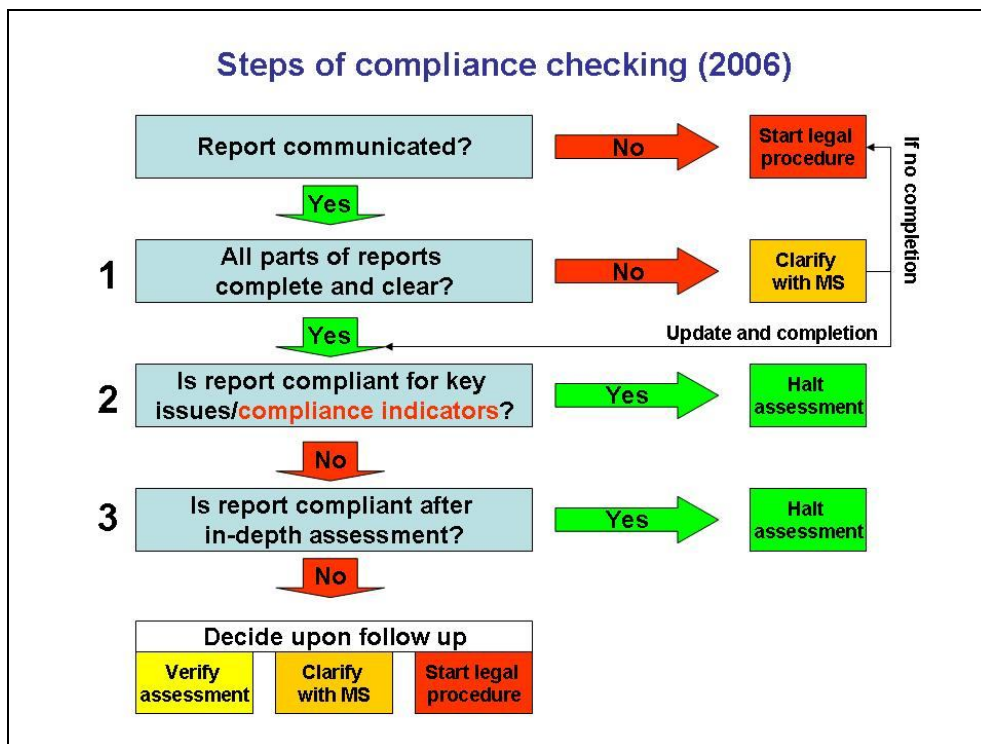 Steps of compliance checking (2006)
Report communicated?
No
Start legal
procedure
If no completion
Yes
1
All parts of reports
complete and clear?
No
Clarify
with MS
Yes
Update and completion
2
Is report compliant for key
issues/compliance indicators?
Yes
Halt
assessment
No
3
Is report compliant after
in-depth assessment?
Yes
Halt
assessment
No
Decide upon follow up
Verify
assessment
Clarify
with MS
Start legal
procedure